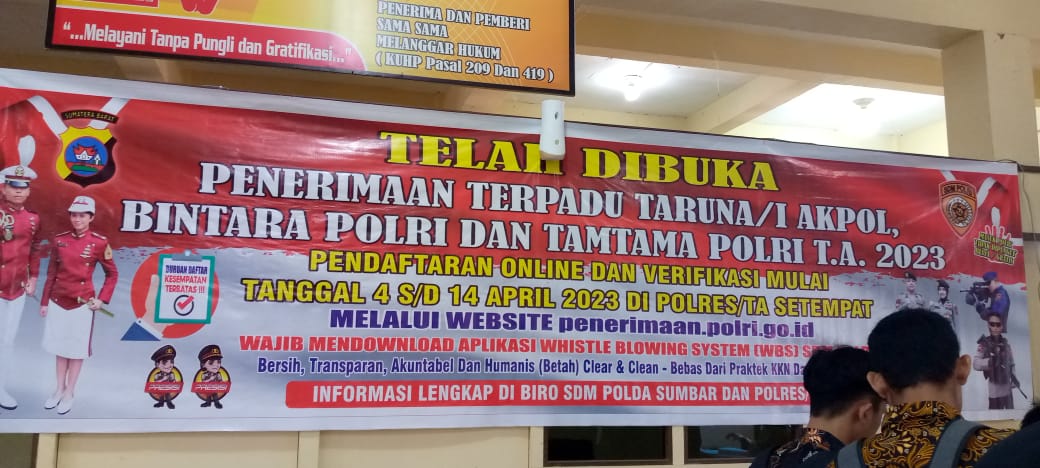 PENERIMA DAN PEMBERI
SAMA SAMA
MELANGGAR HUKUM
( KUHP Pasal 209 Dan 419 )
"...Melayani Tanpa Pungli dan Gratifikasi..."
SUMATERA BARAT
TELAH DIBUKA
PENERIMAAN TERPADU TARUNA/I AKPOL,
BINTARA POLRI DAN TAMTAMA POLRI T.A. 2023
SDM POLRI
PENDAFTARAN ONLINE DAN VERIFIKASI MULAI
TANGGAL 4 S/D 14 APRIL 2023 DI POLRES/TA SETEMPAT
MELALUI WEBSITE penerimaan.polri.go.id
BURUAN DAFTAR
KESEMPATAN
TERBATAS !!!
WAJIB MENDOWNLOAD APLIKASI WHISTLE BLOWING SYSTEM (WBS)
Bersih, Transparan, Akuntabel Dan Humanis (Betah) Clear & Clean - Bebas Dari Praktek KKN
PRESISI
PRESISI
INFORMASI LENGKAP DI BIRO SDM POLDA SUMBAR DAN POLRES/